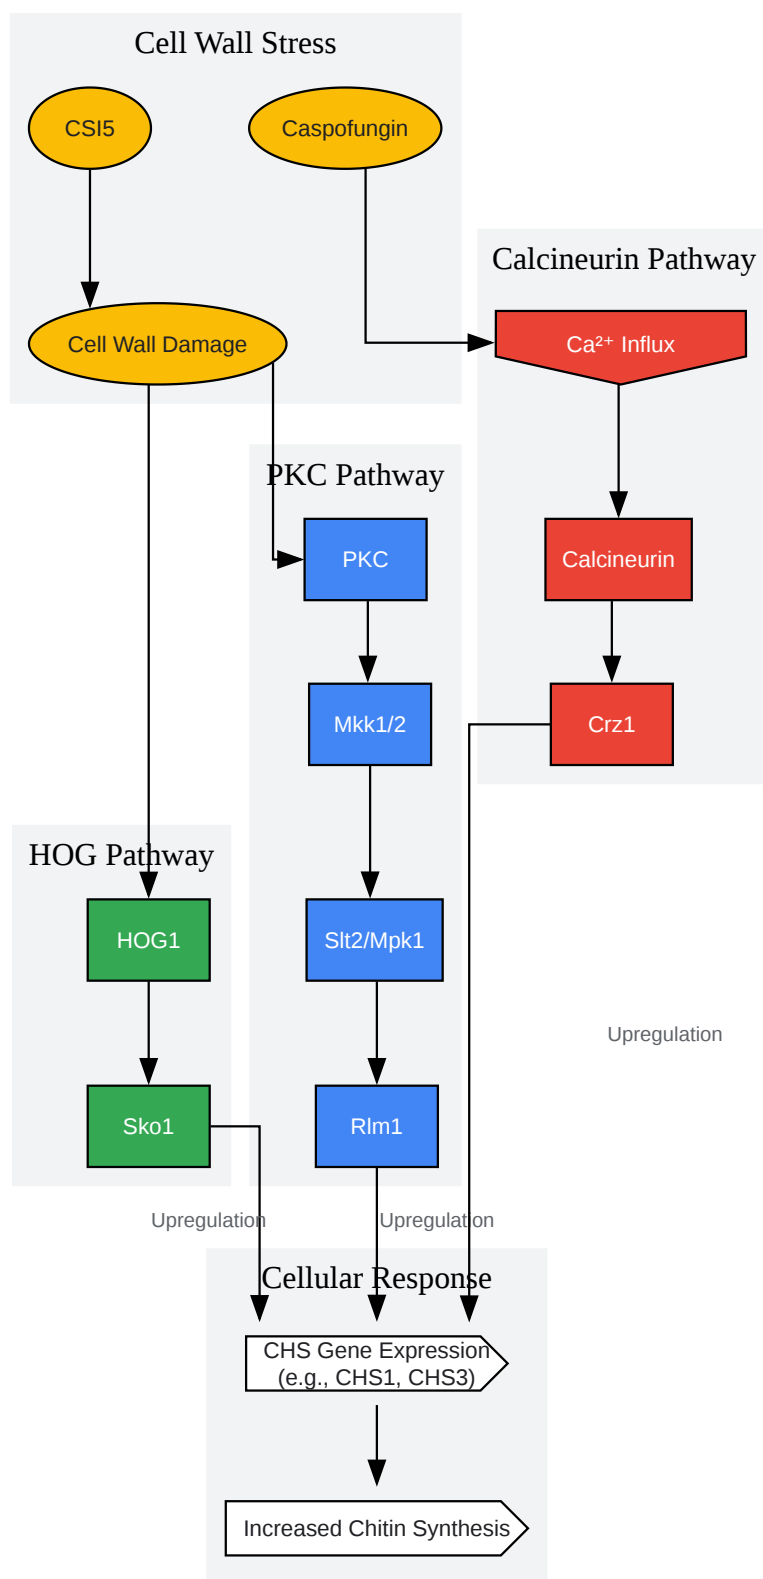 Cell Wall Stress
CSI5
Caspofungin
Calcineurin Pathway
Cell Wall Damage
Ca²⁺ Influx
PKC Pathway
PKC
Calcineurin
Mkk1/2
Crz1
HOG Pathway
HOG1
Slt2/Mpk1
Upregulation
Sko1
Rlm1
Upregulation
Upregulation
Cellular Response
CHS Gene Expression
(e.g., CHS1, CHS3)
Increased Chitin Synthesis